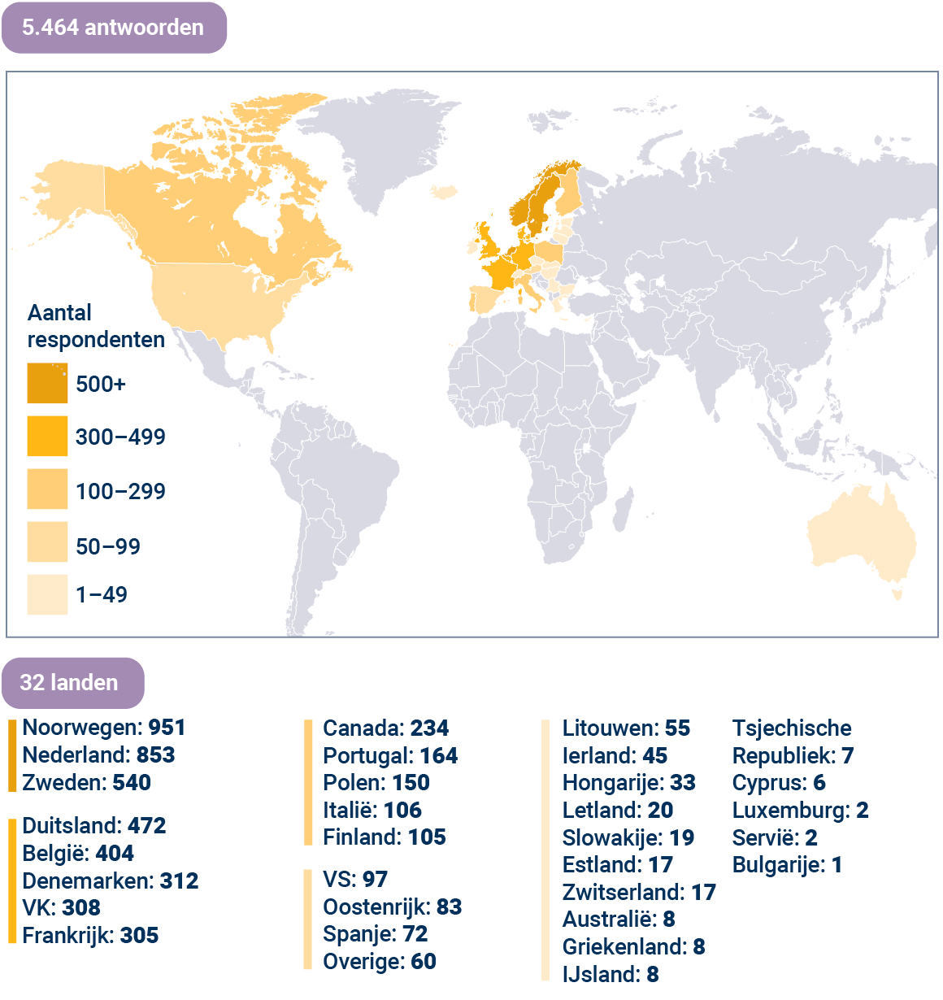 5.464 antwoorden
Aantal
respondenten
500+
300–499
100–299
50–99
1–49
32 landen
Noorwegen: 951
Nederland: 853
Zweden: 540
Duitsland: 472
België: 404
Denemarken: 312
VK: 308
Frankrijk: 305
Canada: 234
Portugal: 164
Polen: 150
Italië: 106
Finland: 105
VS: 97
Oostenrijk: 83
Spanje: 72
Overige: 60
Litouwen: 55
Ierland: 45
Hongarije: 33
Letland: 20
Slowakije: 19
Estland: 17
Zwitserland: 17
Australië: 8
Griekenland: 8
IJsland: 8
Tsjechische
Republiek: 7
Cyprus: 6
Luxemburg: 2
Servië: 2
Bulgarije: 1